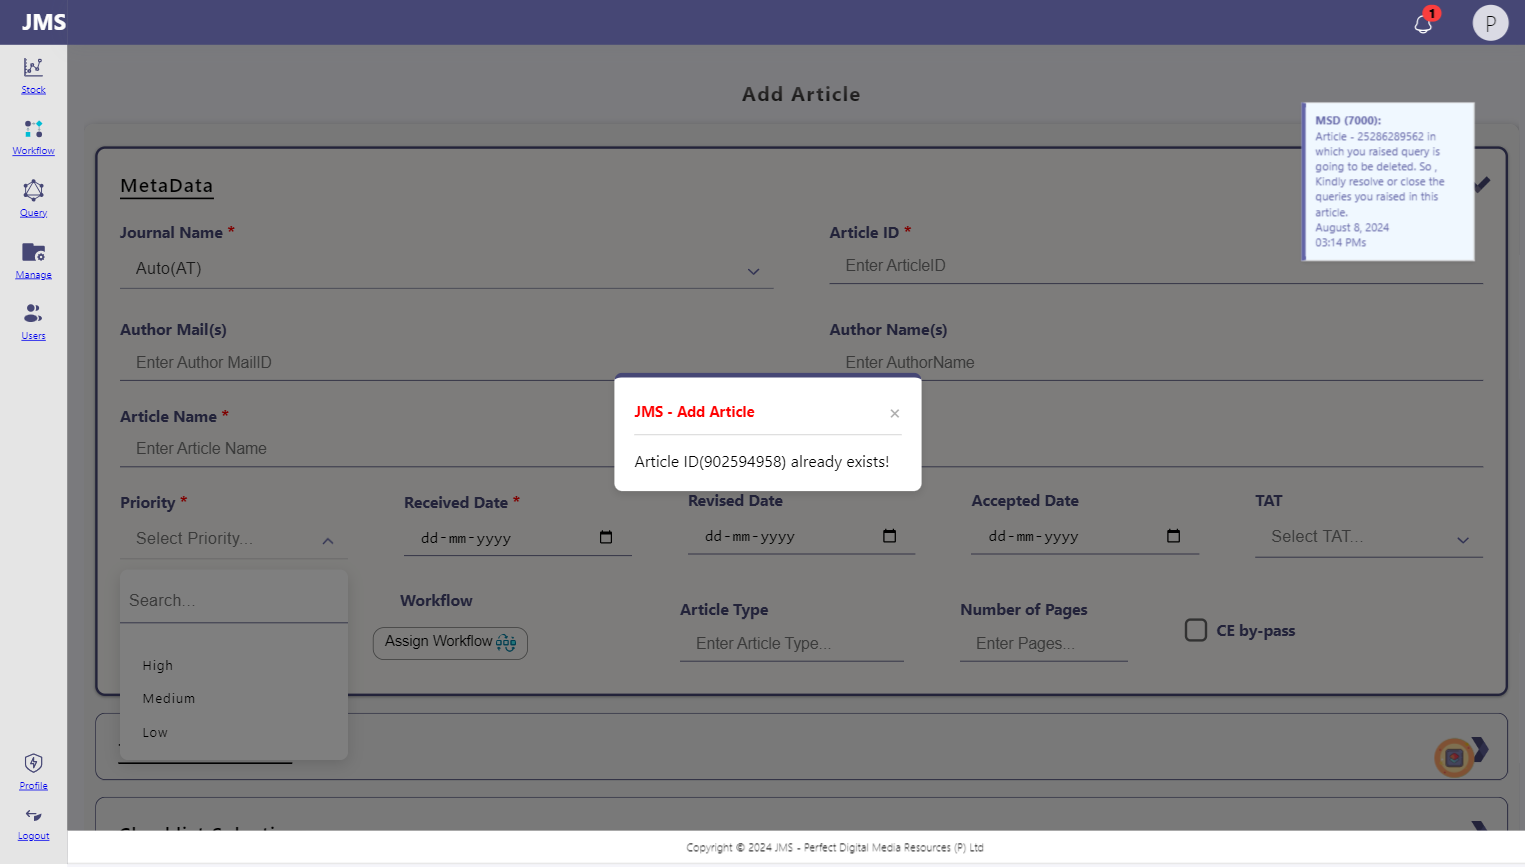 JMS
1
P
Stock
Workflow
Query
Manage
Users
Profile
Logout
Add Article
MSD (7000):
Article - 25286289562 in
which you raised query is
going to be deleted. So ,
Kindly resolve or close the
queries you raised in this
article.
August 8, 2024
03:14 PMs
MetaData
Journal Name *
Auto(AT)
Article ID *
Enter ArticleID
Author Mail(s)
Enter Author MailID
Author Name(s)
Enter AuthorName
Article Name *
Enter Article Name
JMS - Add Article
×
Article ID(902594958) already exists!
Priority *
Select Priority...
Received Date *
dd-mm-yyyy
Revised Date
dd-mm-yyyy
Accepted Date
dd-mm-yyyy
TAT
Select TAT...
Search...
High
Medium
Low
Workflow
Assign Workflow
Article Type
Enter Article Type...
Number of Pages
Enter Pages...
CE by-pass
Copyright © 2024 JMS - Perfect Digital Media Resources (P) Ltd